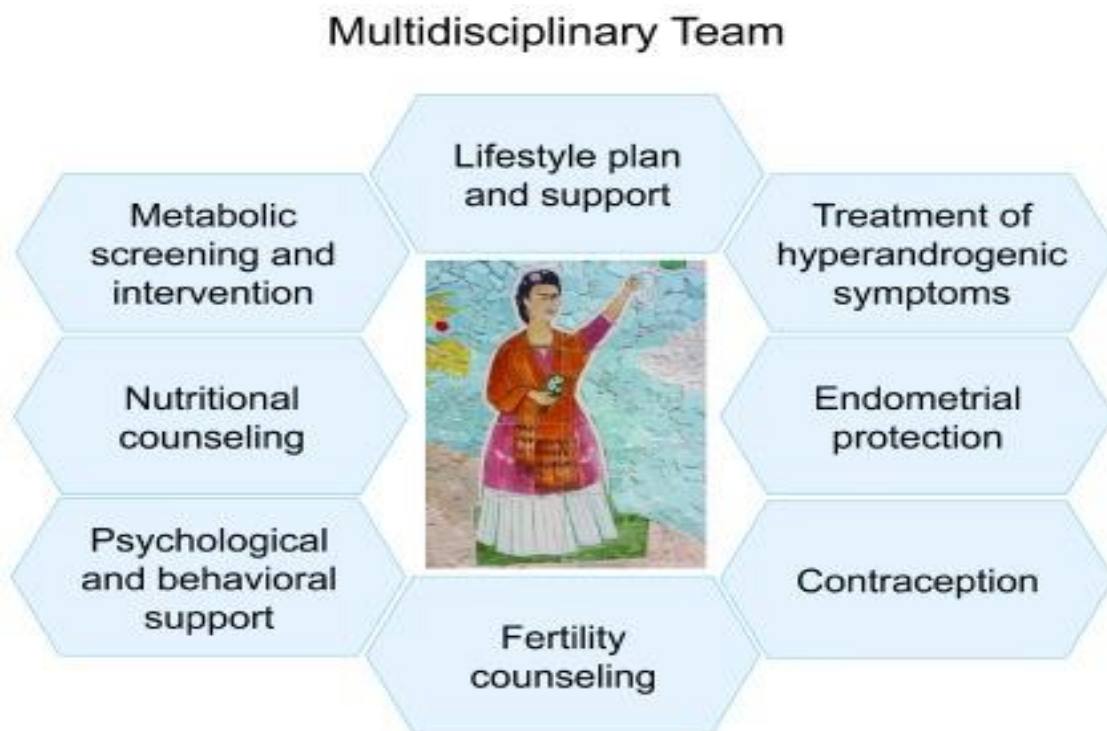 Multidisciplinary Team
Lifestyle plan
and support
Metabolic
screening and
intervention
Treatment of
hyperandrogenic
symptoms
Nutritional
counseling
Endometrial
protection
Psychological
and behavioral
support
Contraception
Fertility
counseling